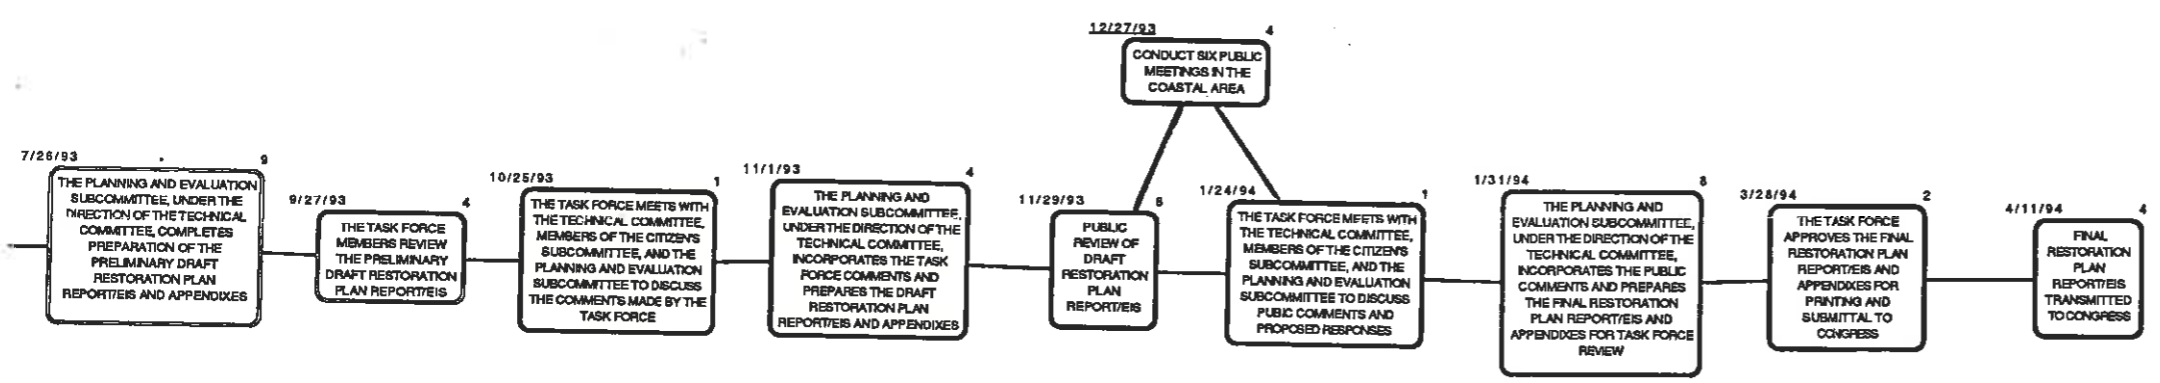 12/27/93 4
CONDUCT SIX PUBLIC
MEETINGS IN THE
COASTAL AREA
7/26/93 9
THE PLANNING AND EVALUATION
SUBCOMMITTEE, UNDER THE
DIRECTION OF THE TECHNICAL
COMMITTEE, COMPLETES
PREPARATION OF THE
PRELIMINARY DRAFT
RESTORATION PLAN
REPORT/EIS AND APPENDIXES
9/27/93 4
THE TASK FORCE
MEMBERS REVIEW
THE PRELIMINARY
DRAFT RESTORATION
PLAN REPORT/EIS
10/25/93 1
THE TASK FORCE MEETS WITH
THE TECHNICAL COMMITTEE,
MEMBERS OF THE CITIZEN'S
SUBCOMMITTEE, AND THE
PLANNING AND EVALUATION
SUBCOMMITTEE TO DISCUSS
THE COMMENTS MADE BY THE
TASK FORCE
11/1/93 4
THE PLANNING AND
EVALUATION SUBCOMMITTEE,
UNDER THE DIRECTION OF THE
TECHNICAL COMMITTEE,
INCORPORATES THE TASK
FORCE COMMENTS AND
PREPARES THE DRAFT
RESTORATION PLAN
REPORT/EIS AND APPENDIXES
11/29/93
PUBLIC
REVIEW OF
DRAFT
RESTORATION
PLAN
REPORT/EIS
1/24/94 1
THE TASK FORCE MEETS WITH
THE TECHNICAL COMMITTEE,
MEMBERS OF THE CITIZEN'S
SUBCOMMITTEE, AND THE
PLANNING AND EVALUATION
SUBCOMMITTEE TO DISCUSS
PUBIC COMMENTS AND
PROPOSED RESPONSES
1/31/94 8
THE PLANNING AND
EVALUATION SUBCOMMITTEE,
UNDER THE DIRECTION OF THE
TECHNICAL COMMITTEE,
INCORPORATES THE PUBLIC
COMMENTS AND PREPARES
THE FINAL RESTORATION
PLAN REPORT/EIS AND
APPENDIXES FOR TASK FORCE
REVIEW
3/28/94 2
THE TASK FORCE
APPROVES THE FINAL
RESTORATION PLAN
REPORT/EIS AND
APPENDIXES FOR
PRINTING AND
SUBMITTAL TO
CONGRESS
4/11/94 4
FINAL
RESTORATION
PLAN
REPORT/EIS
TRANSMITTED
TO CONGRESS